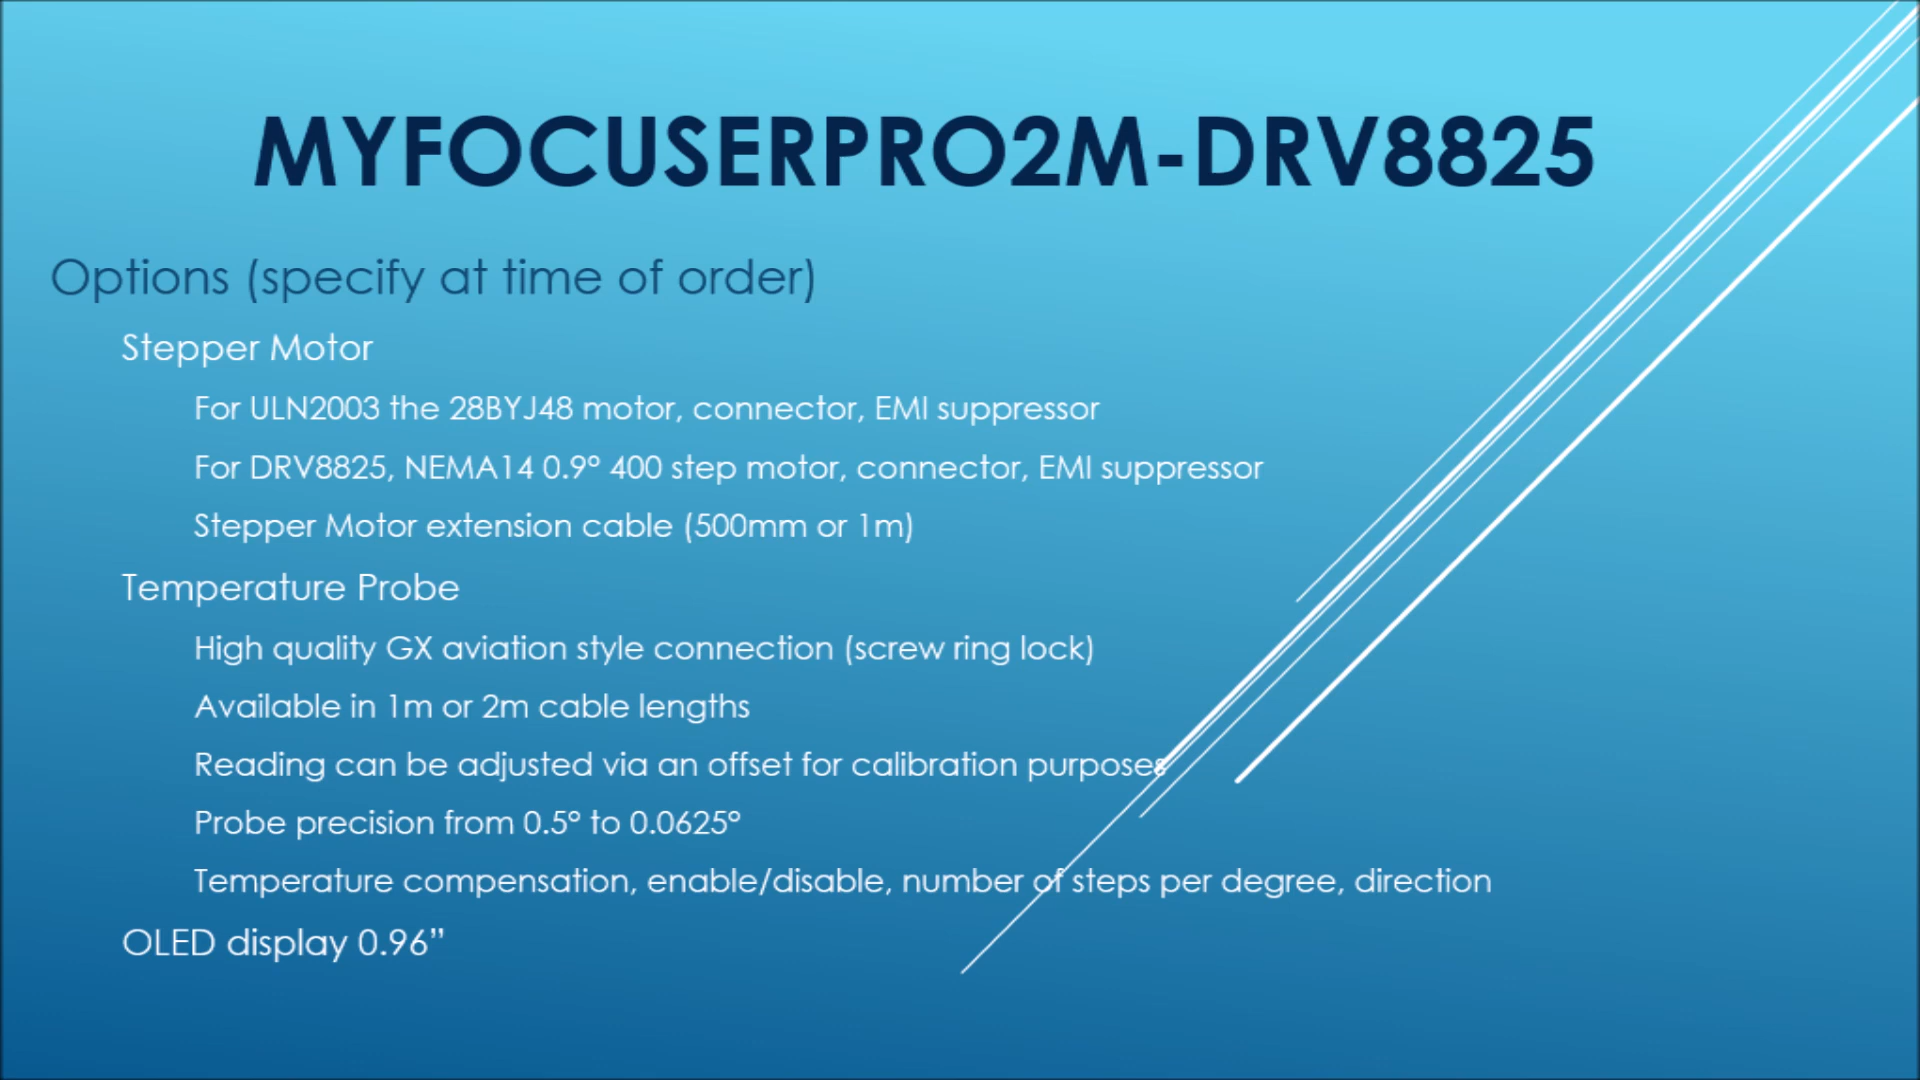 MYFOCUSERPRO2M-DRV8825
Options (specify at time of order)
Stepper Motor
For ULN2003 the 28BYJ48 motor, connector, EMI suppressor
For DRV8825, NEMA14 0.9° 400 step motor, connector, EMI suppressor
Stepper Motor extension cable (500mm or 1m)
Temperature Probe
High quality GX aviation style connection (screw ring lock)
Available in 1m or 2m cable lengths
Reading can be adjusted via an offset for calibration purposes
Probe precision from 0.5° to 0.0625°
Temperature compensation, enable/disable, number of steps per degree, direction
OLED display 0.96”